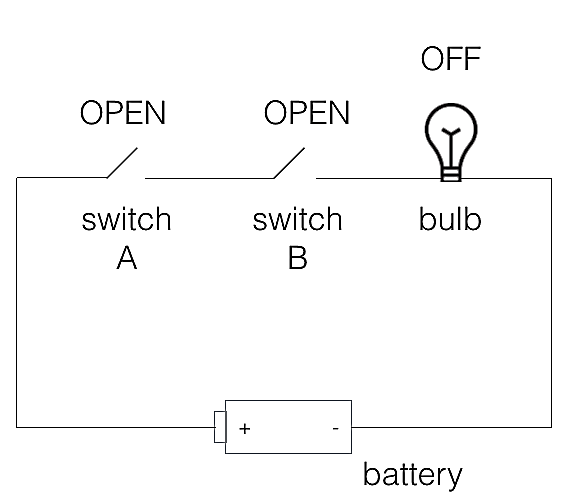 OFF
OPEN
OPEN
switch
A
switch
B
bulb
+
-
battery